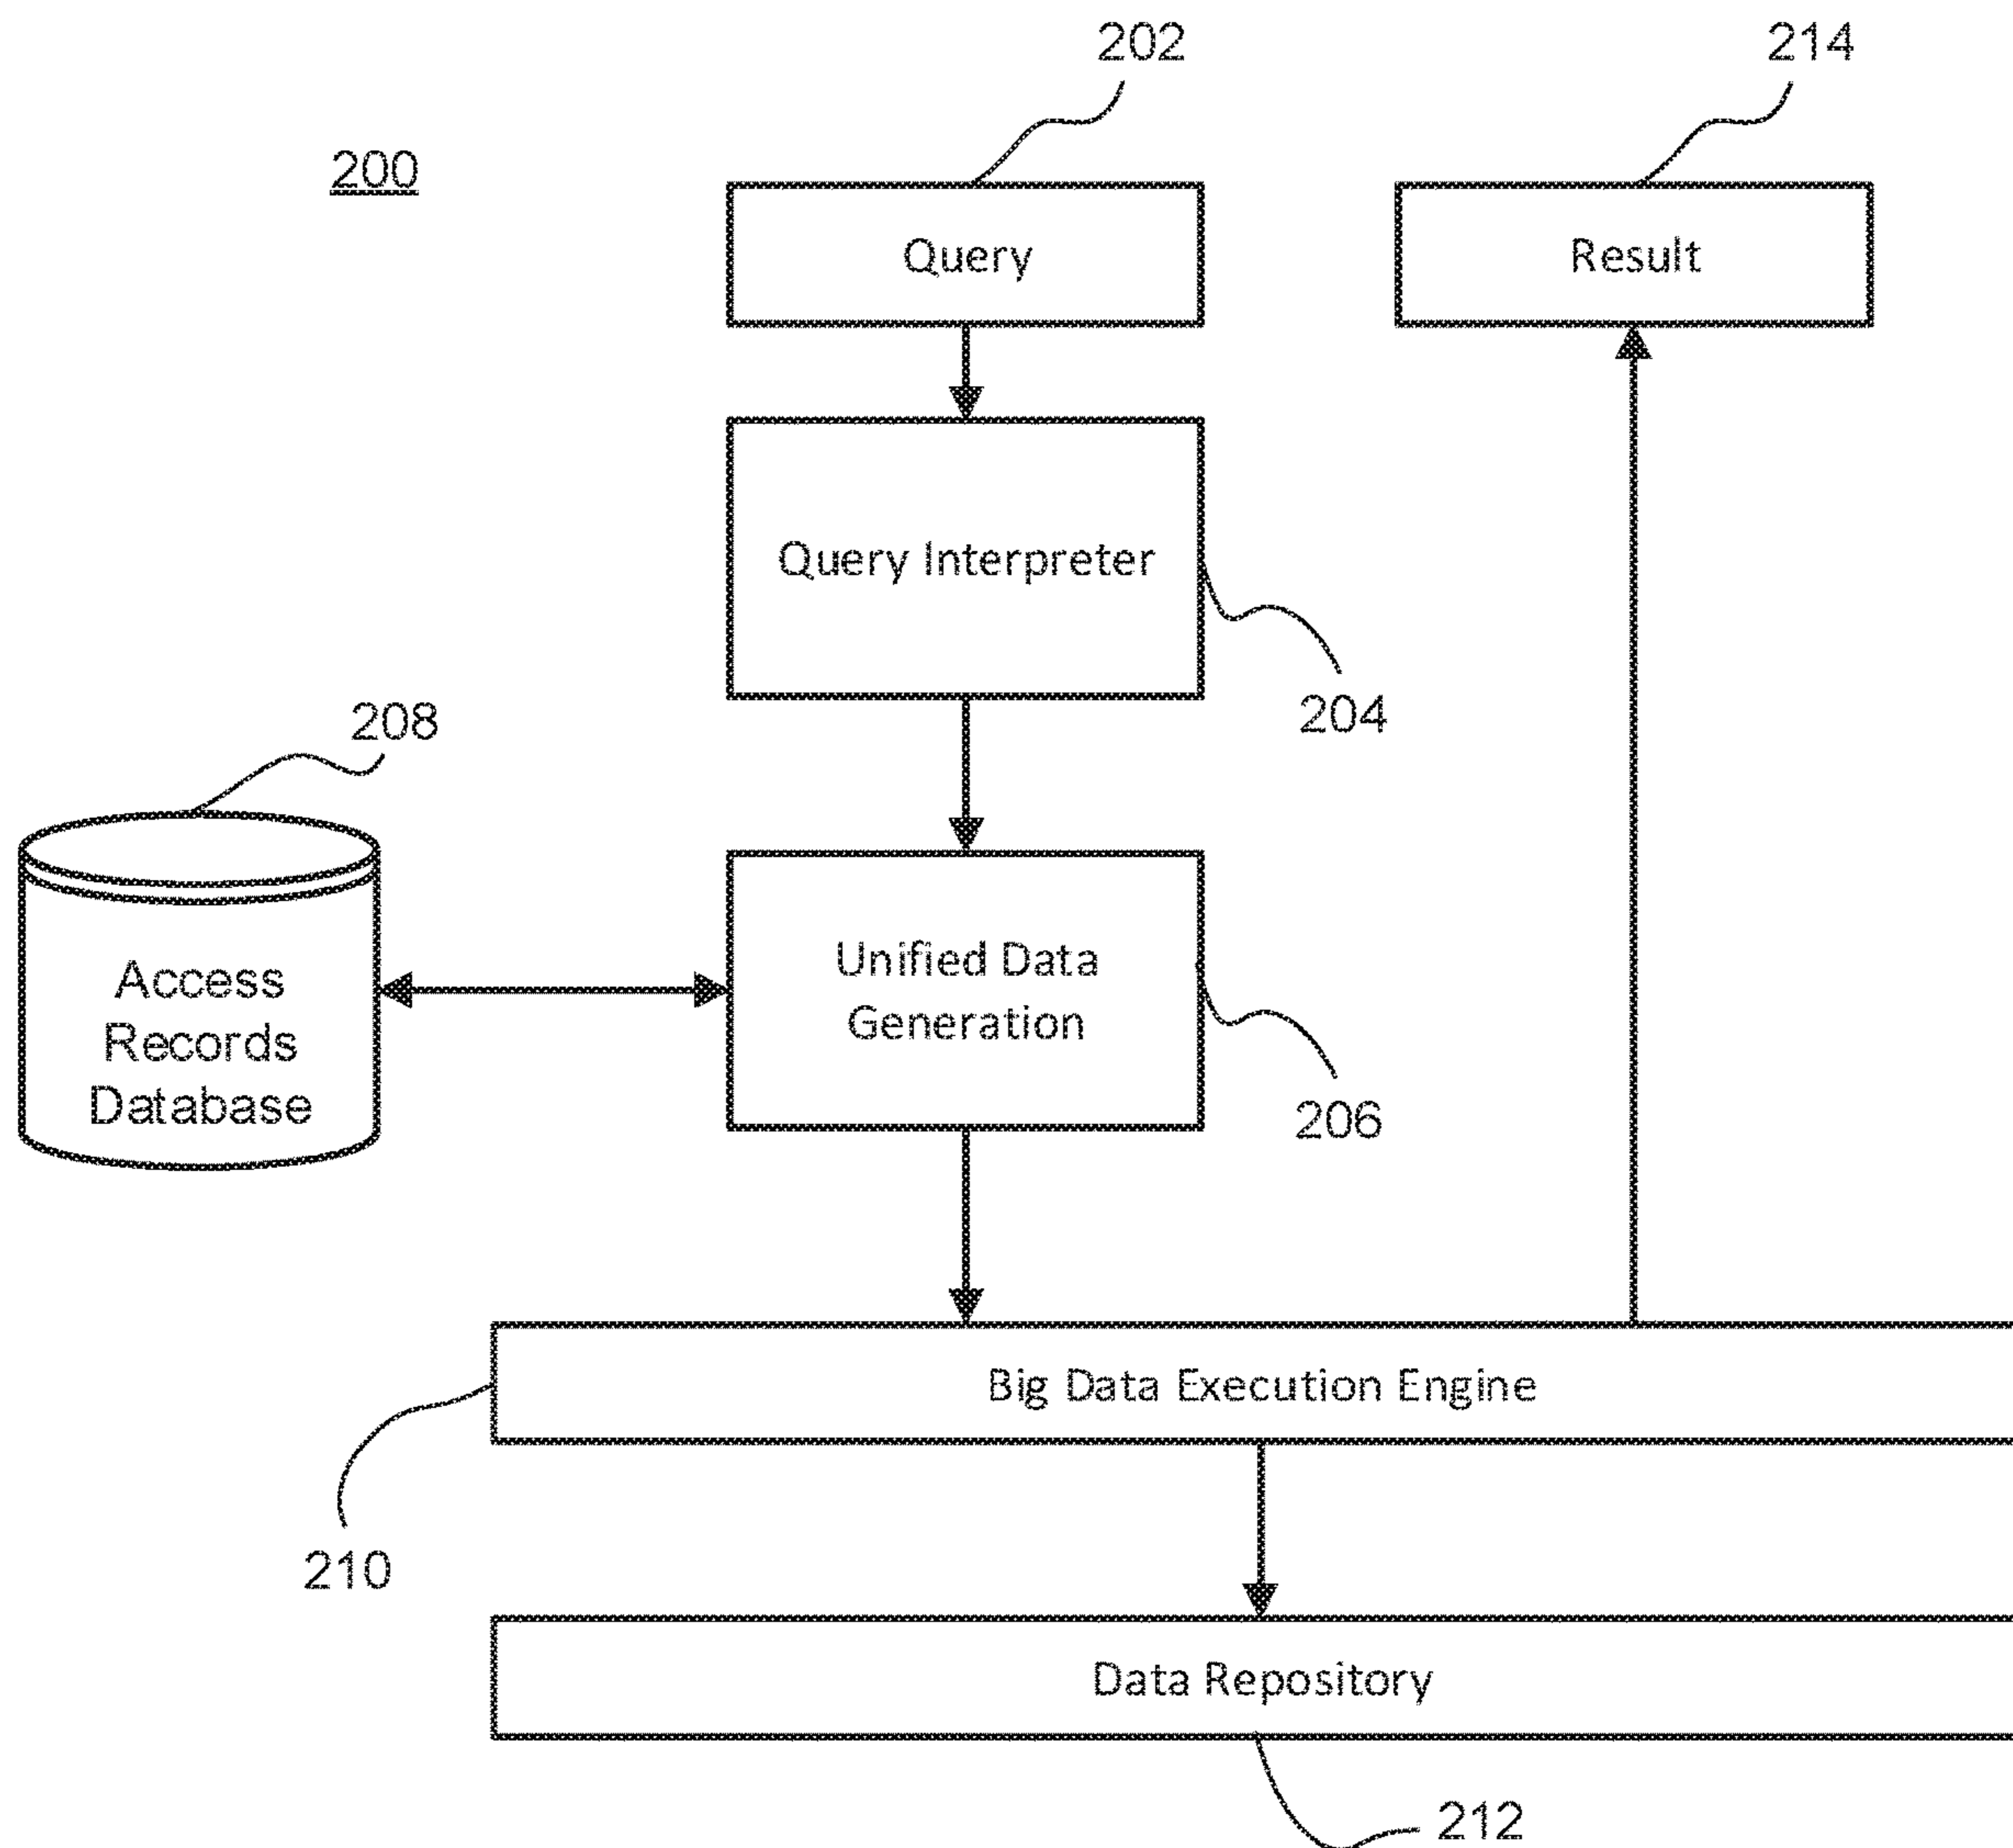 202
214
200
Query
Result
Query Interpreter
204
208
Access
Records
Database
Unified Data
Generation
206
Big Data Execution Engine
210
Data Repository
212